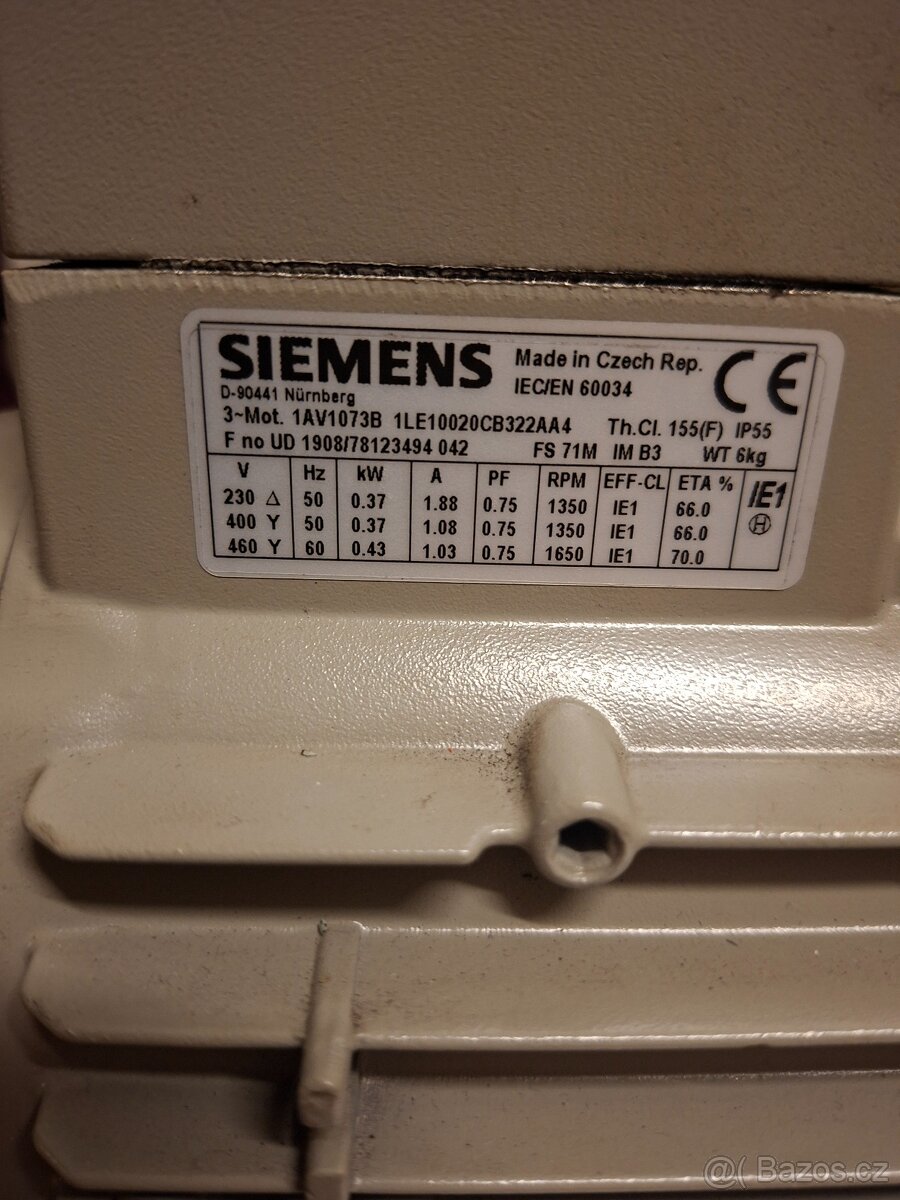 SIEMENS
Made in Czech Rep.
CE
D-90441 Nürnberg
IEC/EN 60034
3~Mot. 1AV1073B 1LE10020CB322AA4 Th.Cl. 155(F) IP55
F no UD 1908/78123494 042 FS 71M IM B3 WT 6kg
V Hz kW A PF RPM EFF-CL ETA % IE1
230 Δ 50 0.37 1.88 0.75 1350 IE1 66.0
400 Y 50 0.37 1.08 0.75 1350 IE1 66.0
460 Y 60 0.43 1.03 0.75 1650 IE1 70.0
H
@( Bazos.cz